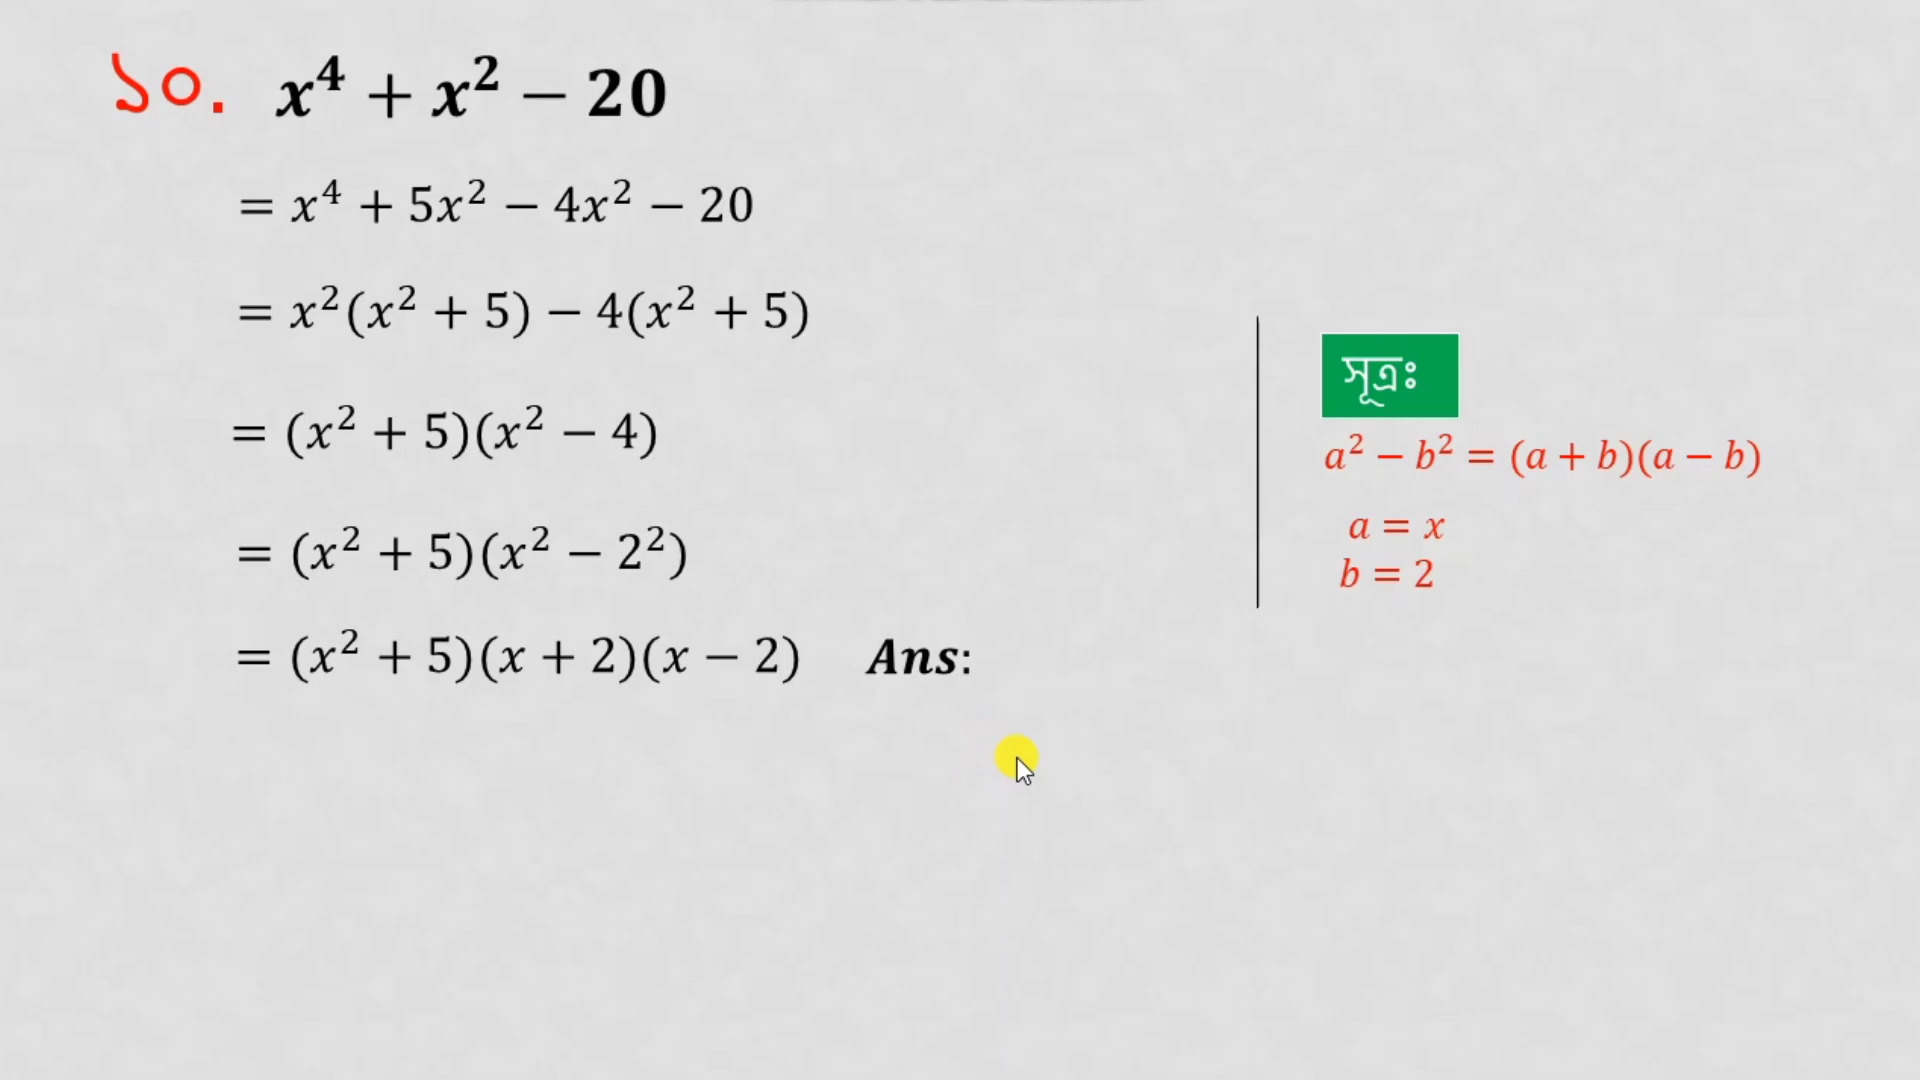 ১০. x⁴ + x² − 20
= x⁴ + 5x² − 4x² − 20
= x²(x² + 5) − 4(x² + 5)
= (x² + 5)(x² − 4)
= (x² + 5)(x² − 2²)
= (x² + 5)(x + 2)(x − 2) Ans:
সূত্রঃ
a² − b² = (a + b)(a − b)
a = x
b = 2